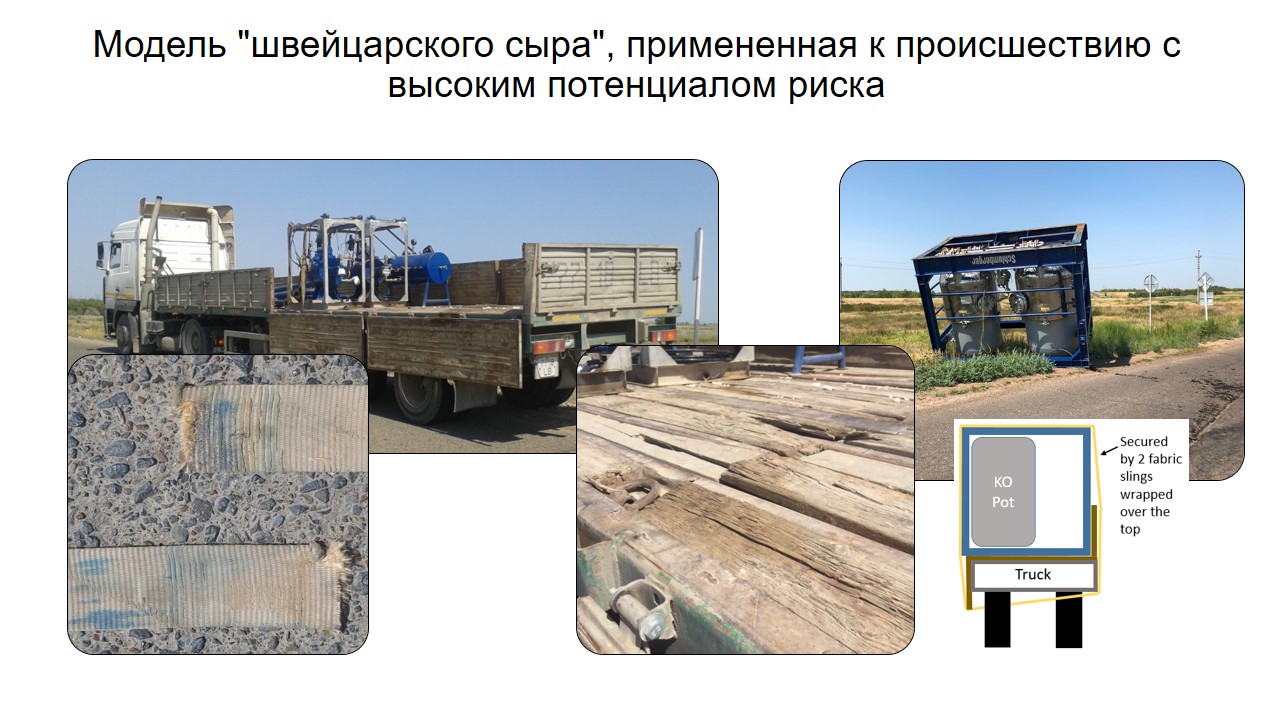 Модель "швейцарского сыра", примененная к происшествию с
высоким потенциалом риска
Schlumberger
Secured
by 2 fabric
slings
wrapped
over the
top
KO
Pot
Truck